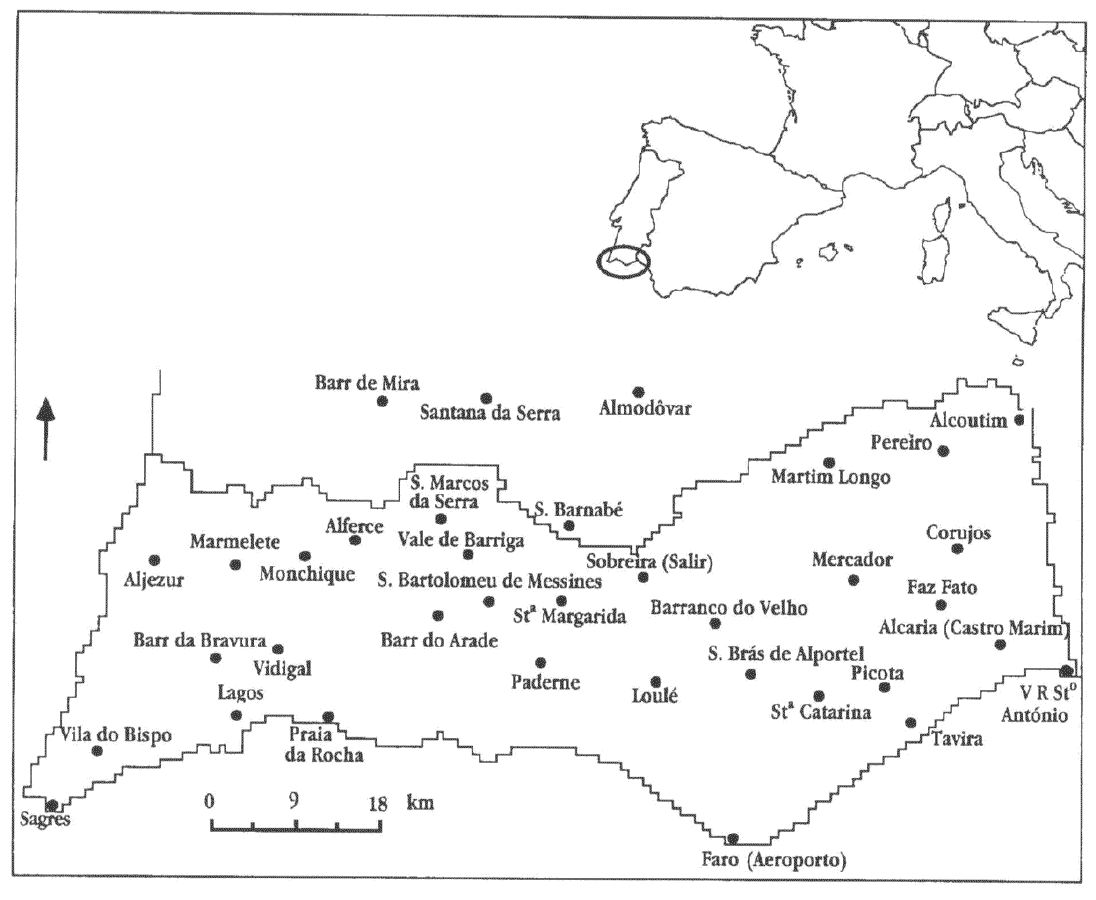 Barr de Mira
Santana da Serra
Almodôvar
Alcoutim
Pereiro
Martim Longo
S. Marcos
da Serra
S. Barnabé
Alferce
Vale de Barriga
Marmelete
Monchique
Aljezur
Sobreira (Salir)
Corujos
Mercador
S. Bartolomeu de Messines
Stª Margarida
Faz Fato
Barranco do Velho
Alcaria (Castro Marim)
Barr da Bravura
Barr do Arade
Vidigal
S. Brás de Alportel
Picota
Paderne
Loulé
Lagos
Stª Catarina
V R Stº
António
Vila do Bispo
Praia
da Rocha
Tavira
0 9 18 km
Sagres
Faro (Aeroporto)